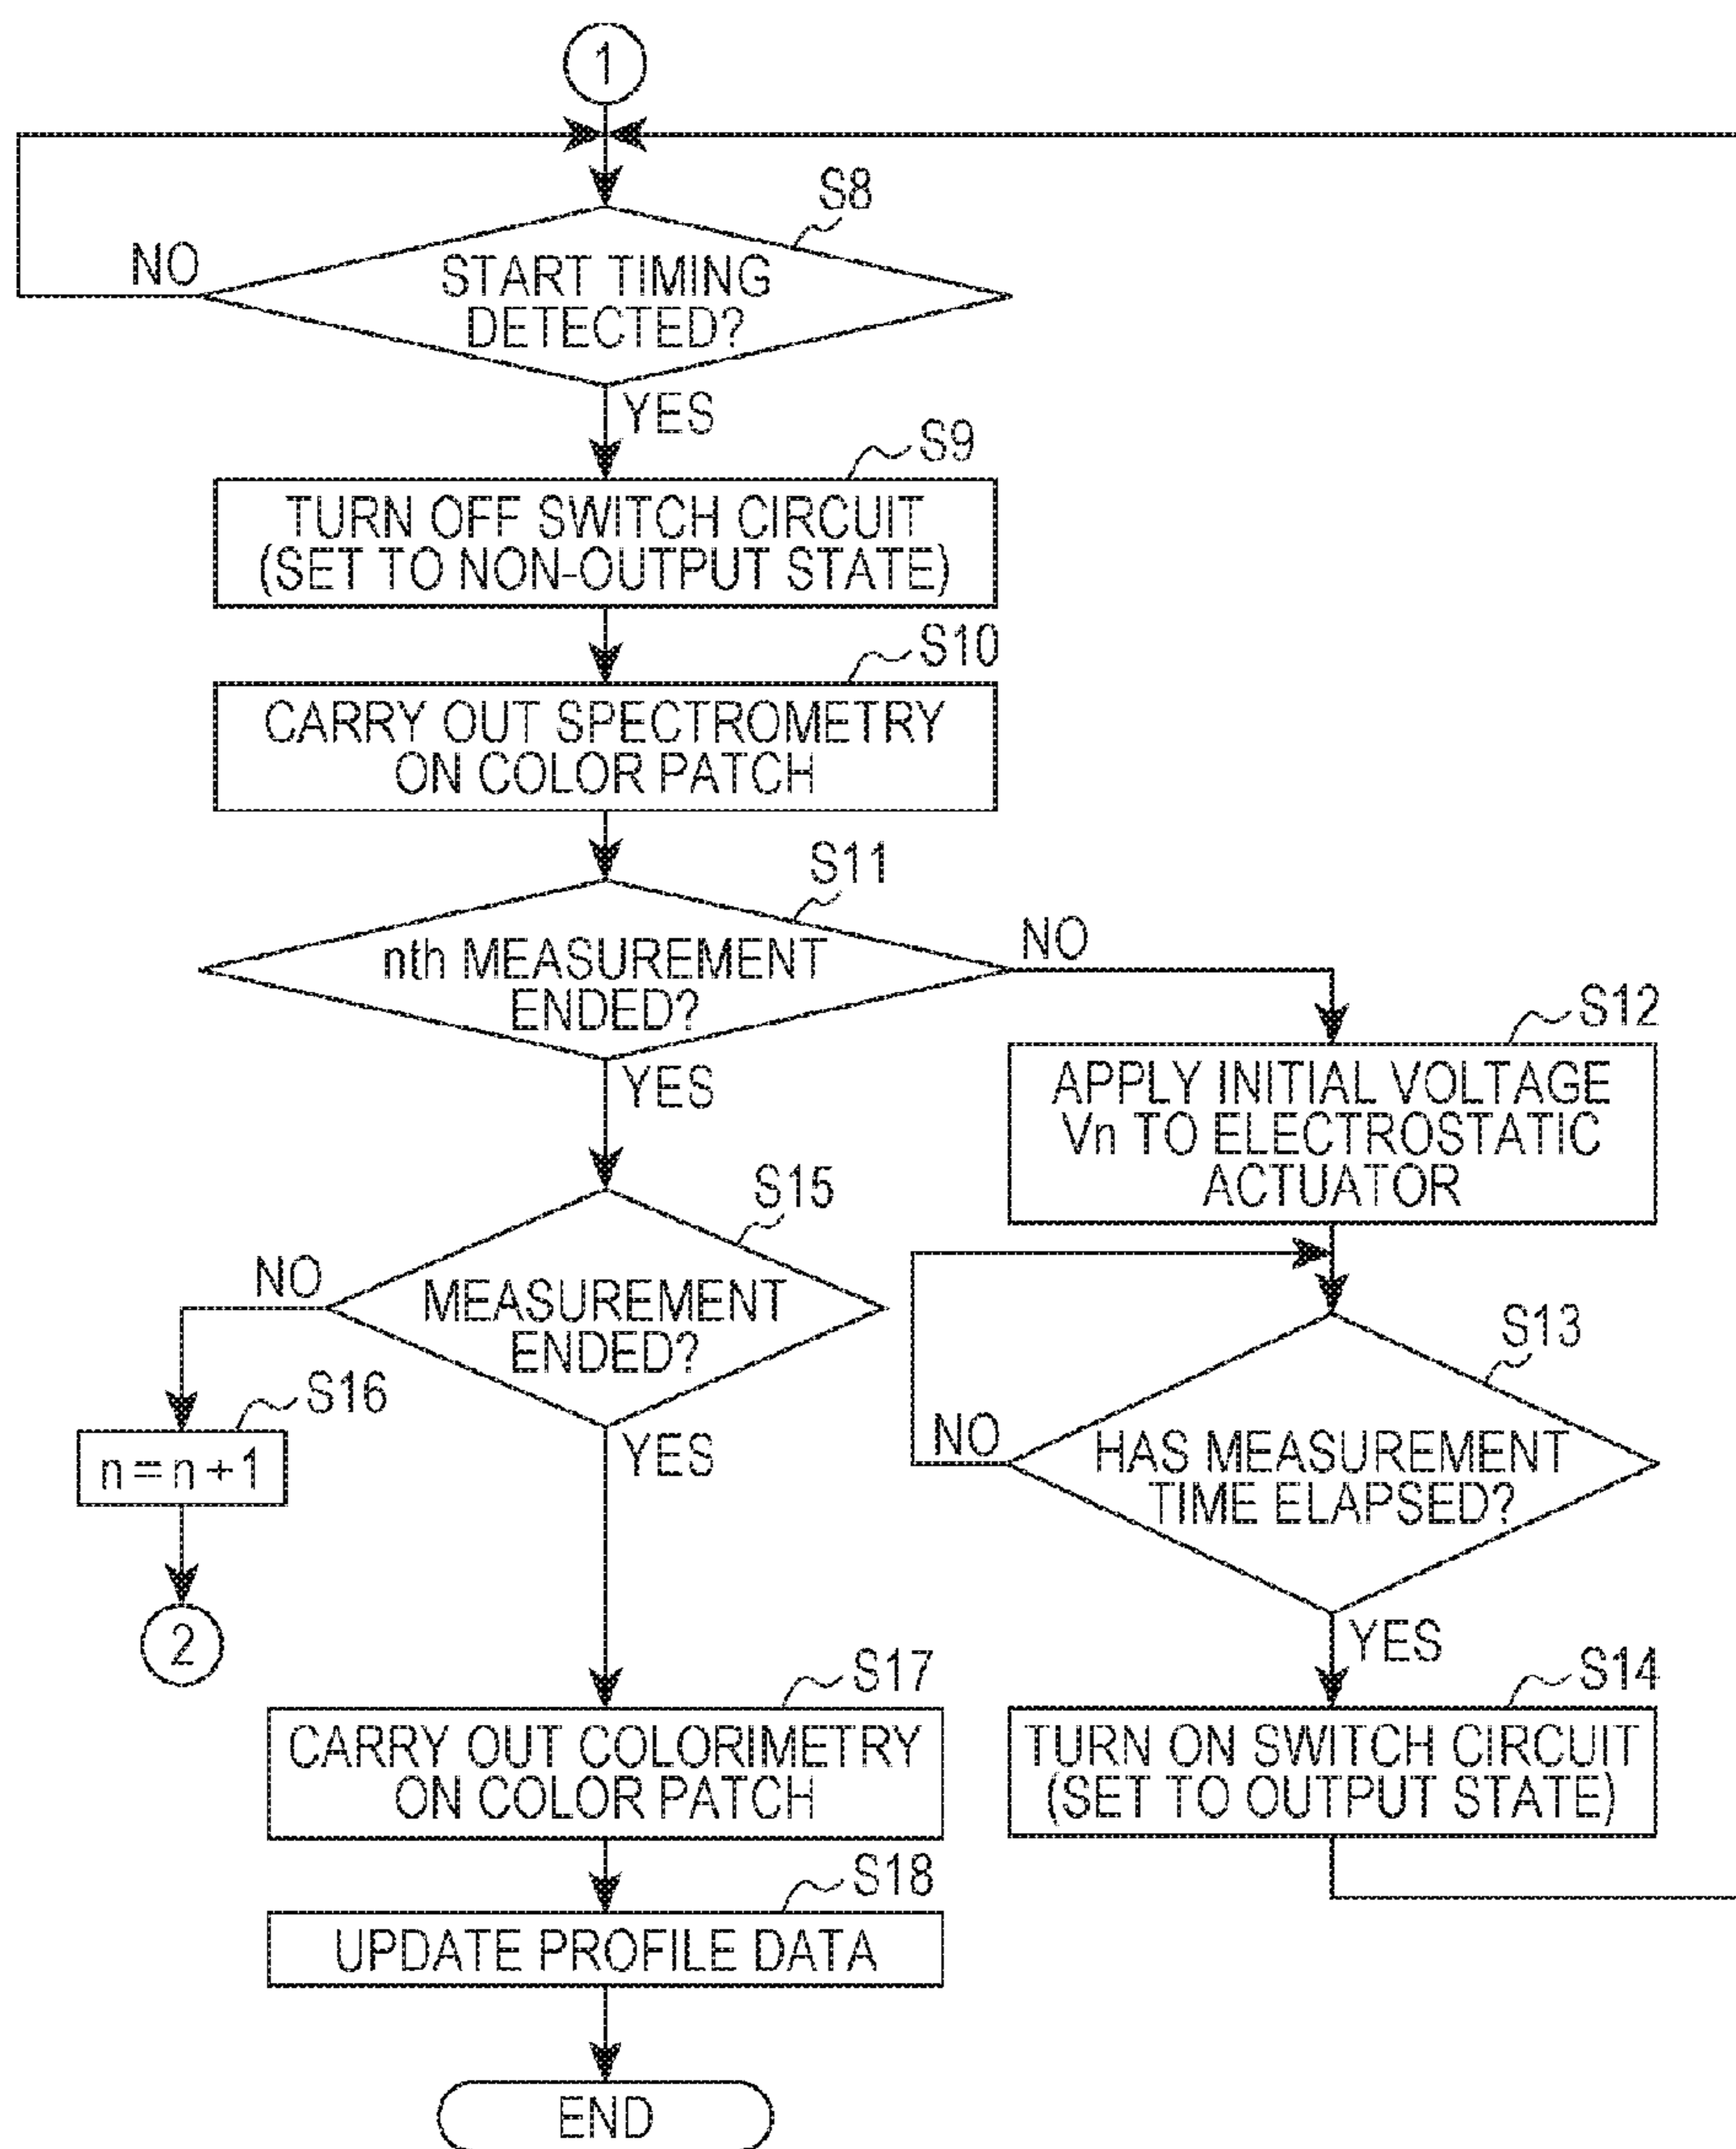 1
S8
NO
START TIMING
DETECTED?
YES
S9
TURN OFF SWITCH CIRCUIT
(SET TO NON-OUTPUT STATE)
S10
CARRY OUT SPECTROMETRY
ON COLOR PATCH
S11
nth MEASUREMENT
ENDED?
NO
YES
S12
APPLY INITIAL VOLTAGE
Vn TO ELECTROSTATIC
ACTUATOR
S13
HAS MEASUREMENT
TIME ELAPSED?
NO
YES
S14
TURN ON SWITCH CIRCUIT
(SET TO OUTPUT STATE)
S15
MEASUREMENT
ENDED?
NO
S16
n=n+1
2
YES
S17
CARRY OUT COLORIMETRY
ON COLOR PATCH
S18
UPDATE PROFILE DATA
END